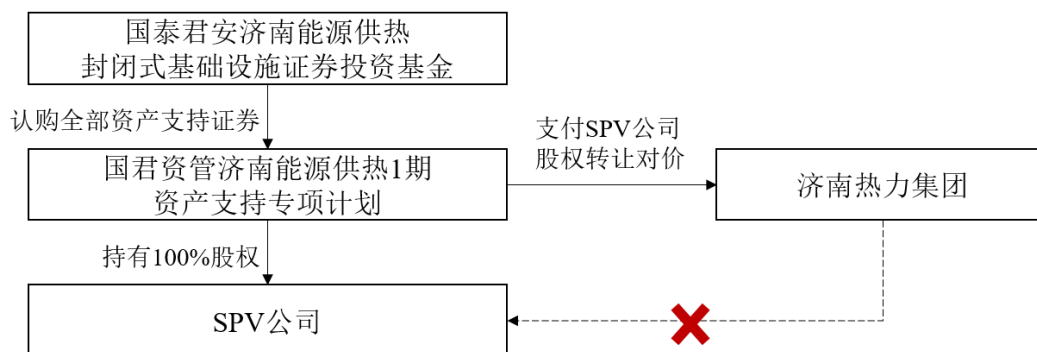 国泰君安济南能源供热
封闭式基础设施证券投资基金
认购全部资产支持证券
国君资管济南能源供热1期
资产支持专项计划
支付SPV公司
股权转让对价
济南热力集团
持有100%股权
SPV公司